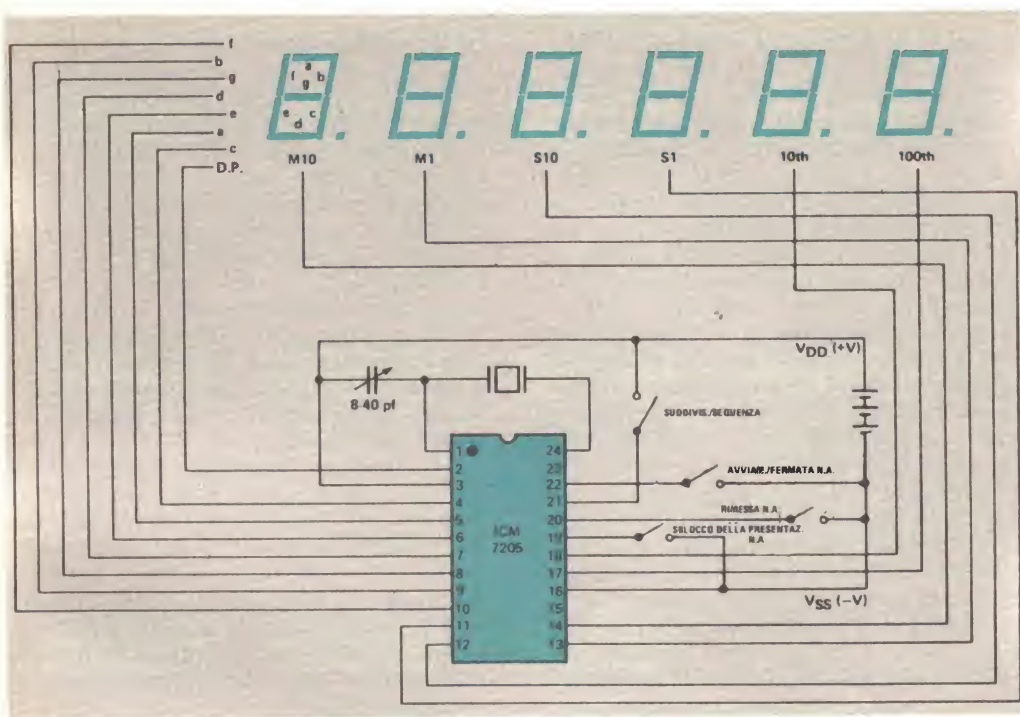 f
b
g
d
e
a
c
D.P.
a
f b
g
e c
d
M10 M1 S10 S1 10th 100th
VDD (+V)
8-40 pf
SUDDIVIS./SEQUENZA
AVVIAM./FERMATA N.A.
RIMESSA N.A.
SBLOCCO DELLA PRESENTAZ.
N.A
VSS (−V)
ICM
7205
1 24
2 23
3 22
4 21
5 20
6 19
7 18
8 17
9 16
10 15
11 14
12 13